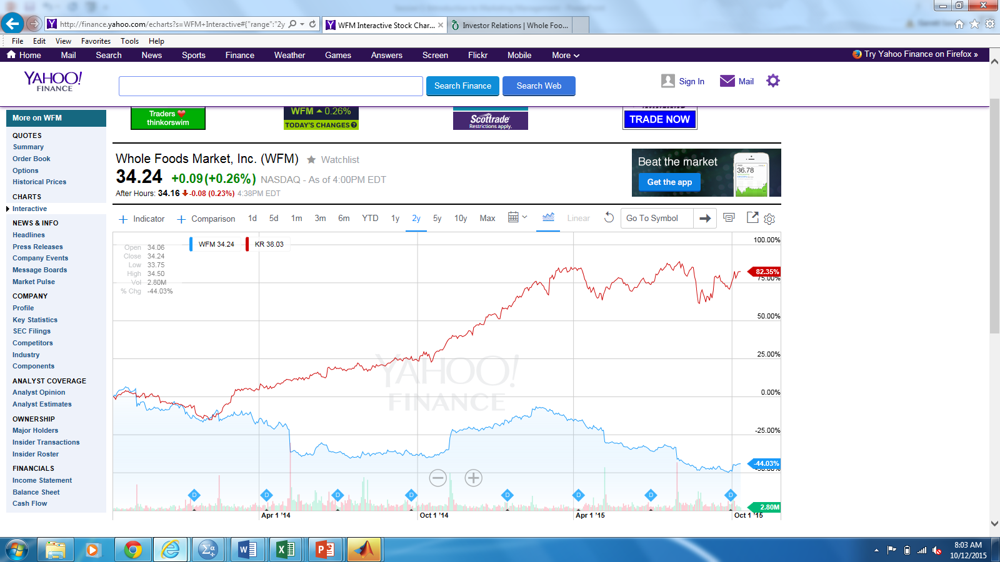 http://finance.yahoo.com/echarts?s=WFM+Interactive#{"range":"2y
WFM Interactive Stock Char...
Investor Relations | Whole Foo...
File Edit View Favorites Tools Help
Home Mail Search News Sports Finance Weather Games Answers Screen Flickr Mobile More
Try Yahoo Finance on Firefox »
YAHOO!
FINANCE
Search Finance
Search Web
Sign In
Mail
More on WFM
QUOTES
Summary
Order Book
Options
Historical Prices
CHARTS
Interactive
NEWS & INFO
Headlines
Press Releases
Company Events
Message Boards
Market Pulse
COMPANY
Profile
Key Statistics
SEC Filings
Competitors
Industry
Components
ANALYST COVERAGE
Analyst Opinion
Analyst Estimates
OWNERSHIP
Major Holders
Insider Transactions
Insider Roster
FINANCIALS
Income Statement
Balance Sheet
Cash Flow
Traders
thinkorswim
WFM 0.26%
TODAY'S CHANGES ?
Scottrade
Restrictions apply.
TRADE NOW
Whole Foods Market, Inc. (WFM) Watchlist
34.24 +0.09(+0.26%) NASDAQ - As of 4:00PM EDT
After Hours: 34.16 -0.08 (0.23%) 4:38PM EDT
Beat the market
Get the app
36.78
Indicator Comparison 1d 5d 1m 3m 6m YTD 1y 2y 5y 10y Max Linear Go To Symbol
WFM 34.24 KR 38.03
Open 34.06
Close 34.24
Low 33.75
High 34.50
Vol 2.80M
% Chg -44.03%
100.00%
82.35%
75.00%
50.00%
25.00%
0.00%
-25.00%
-44.03%
-50.00%
2.80M
YAHOO!
FINANCE
D D D D D D D D
Apr 1 '14 Oct 1 '14 Apr 1 '15 Oct 1 '15
8:03 AM
10/12/2015